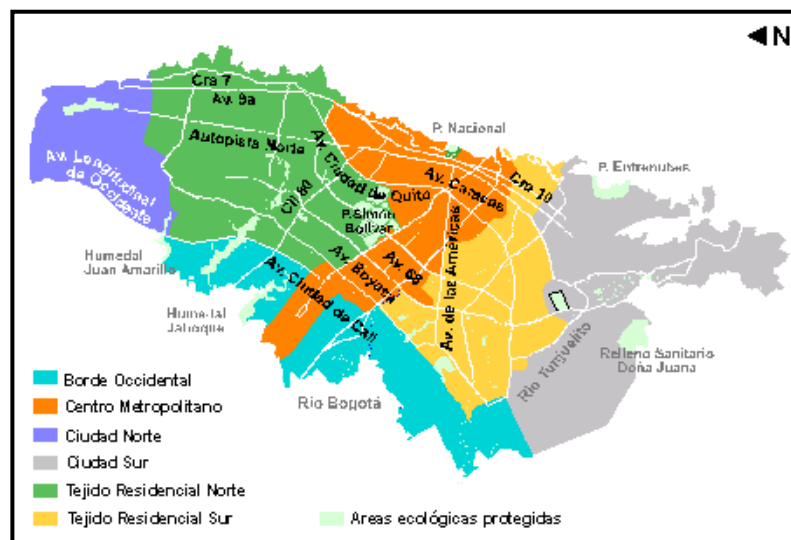 N
Cra 7
Av. 9a
Autopista Norte
Av. Longitudinal
de Occidente
Av. Ciudad de
Quito
P. Nacional
Av. Caracas
Cra 10
P. Entrenubes
Cll 80
P. Simón
Bolívar
Humedal
Juan Amarillo
Av. Boyacá
Av. 68
Av. de las Américas
Av. Ciudad de Cali
Humedal
Jaboque
Río Bogotá
Río Tunjuelito
Relleno Sanitario
Doña Juana
Borde Occidental
Centro Metropolitano
Ciudad Norte
Ciudad Sur
Tejido Residencial Norte
Tejido Residencial Sur
Areas ecológicas protegidas